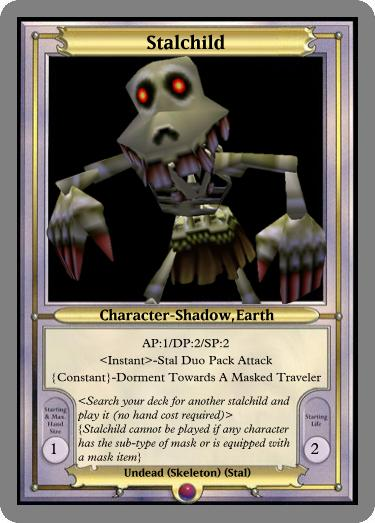 Stalchild
Character-Shadow,Earth
AP:1/DP:2/SP:2
<Instant>-Stal Duo Pack Attack
{Constant}-Dorment Towards A Masked Traveler
Starting
& Max.
Hand
Size
1
<Search your deck for another stalchild and
play it (no hand cost required)>
{Stalchild cannot be played if any character
has the sub-type of mask or is equipped with
a mask item}
Starting
Life
2
Undead (Skeleton) (Stal)